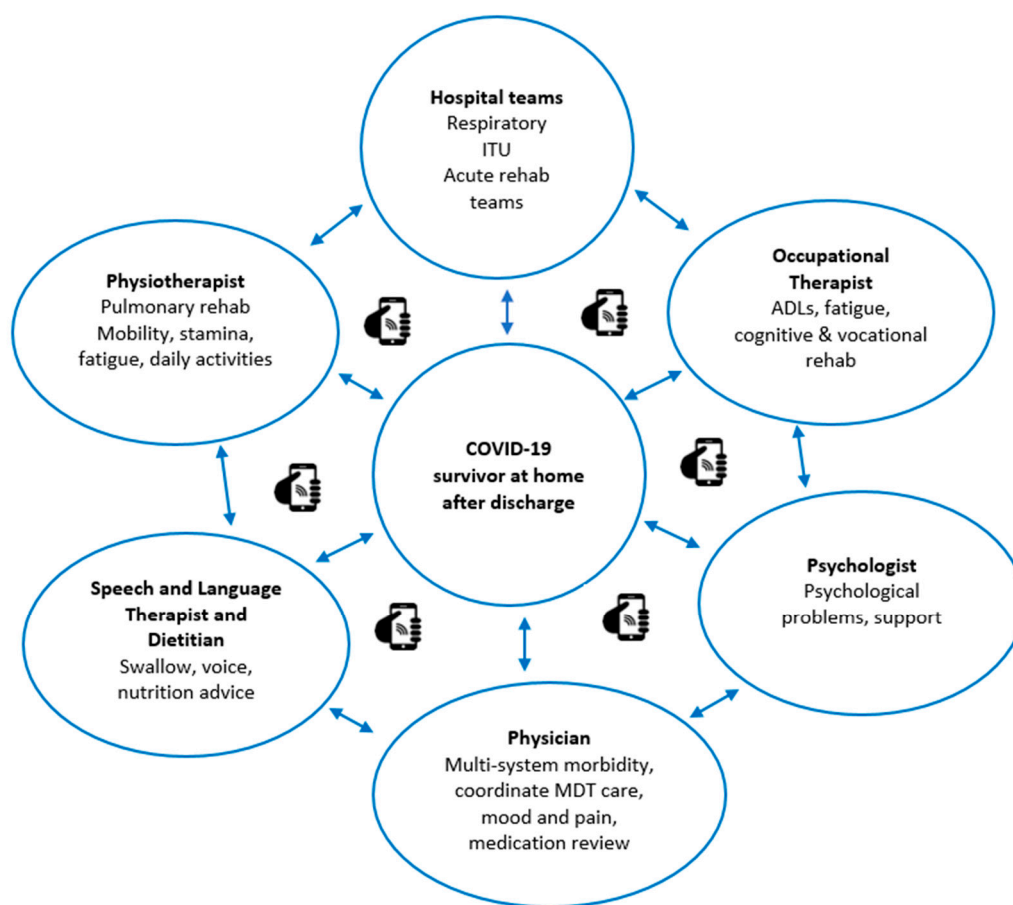 Hospital teams
Respiratory
ITU
Acute rehab
teams
Physiotherapist
Pulmonary rehab
Mobility, stamina,
fatigue, daily activities
Occupational
Therapist
ADLs, fatigue,
cognitive & vocational
rehab
COVID-19
survivor at home
after discharge
Speech and Language
Therapist and
Dietitian
Swallow, voice,
nutrition advice
Psychologist
Psychological
problems, support
Physician
Multi-system morbidity,
coordinate MDT care,
mood and pain,
medication review